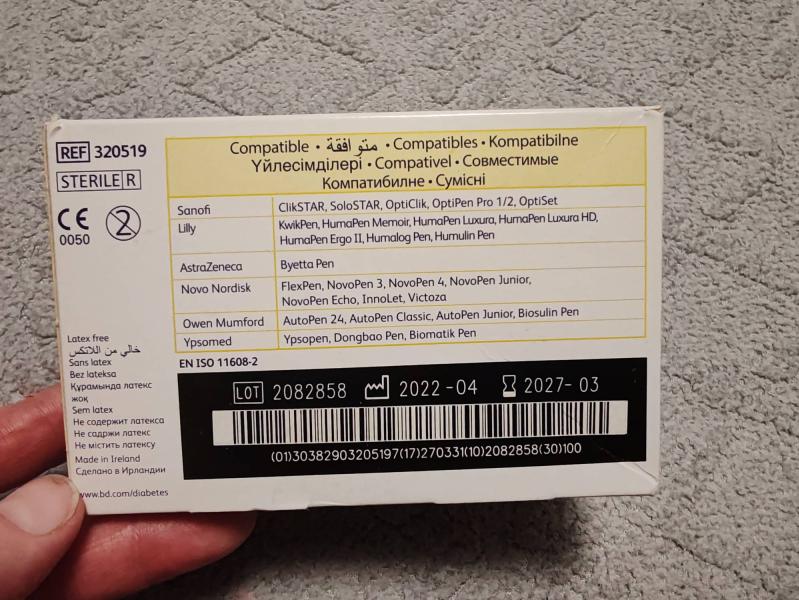 REF 320519
STERILE R
CE
0050
2
Compatible • متوافقة • Compatibles • Kompatibilne
Үйлесімділері • Compativel • Совместимые
Компатибилне • Сумісні
Sanofi ClikSTAR, SoloSTAR, OptiClik, OptiPen Pro 1/2, OptiSet
Lilly KwikPen, HumaPen Memoir, HumaPen Luxura, HumaPen Luxura HD,
HumaPen Ergo II, Humalog Pen, Humulin Pen
AstraZeneca Byetta Pen
Novo Nordisk FlexPen, NovoPen 3, NovoPen 4, NovoPen Junior,
NovoPen Echo, InnoLet, Victoza
Owen Mumford AutoPen 24, AutoPen Classic, AutoPen Junior, Biosulin Pen
Ypsomed Ypsopen, Dongbao Pen, Biomatik Pen
EN ISO 11608-2
Latex free
خالي من اللاتكس
Sans latex
Bez lateksa
Құрамында латекс
жоқ
Sem latex
Не содержит латекса
Не садржи латекс
Не містить латексу
Made in Ireland
Сделано в Ирландии
www.bd.com/diabetes
LOT 2082858 2022-04 2027-03
(01)30382903205197(17)270331(10)2082858(30)100